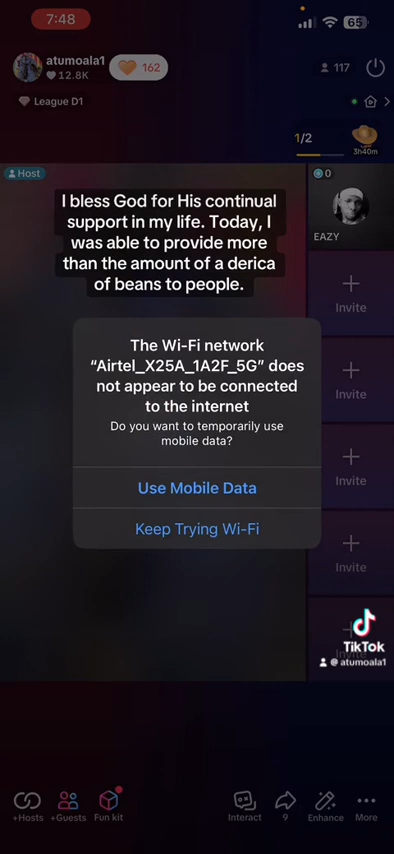 7:48
65
atumoala1
12.8K
162
117
League D1
1/2
3h40m
Host
0
I bless God for His continual
support in my life. Today, I
was able to provide more
than the amount of a derica
of beans to people.
EAZY
Invite
Invite
Invite
Invite
Invite
The Wi-Fi network
“Airtel_X25A_1A2F_5G” does
not appear to be connected
to the internet
Do you want to temporarily use
mobile data?
Use Mobile Data
Keep Trying Wi-Fi
TikTok
@atumoala1
+Hosts
+Guests
Fun kit
Interact
9
Enhance
More